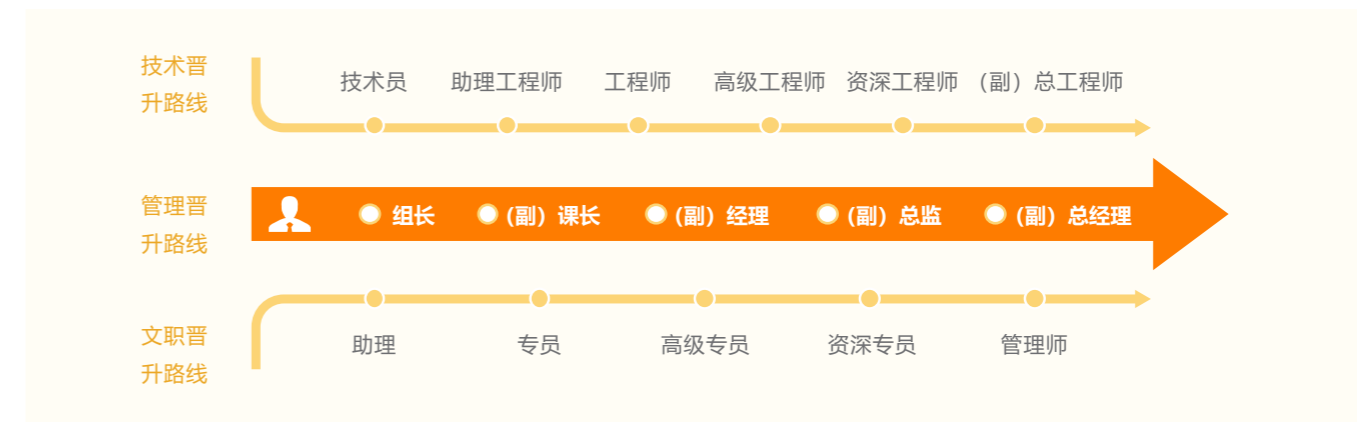 技术晋
升路线
技术员 助理工程师 工程师 高级工程师 资深工程师 （副）总工程师
管理晋
升路线
组长 （副）课长 （副）经理 （副）总监 （副）总经理
文职晋
升路线
助理 专员 高级专员 资深专员 管理师